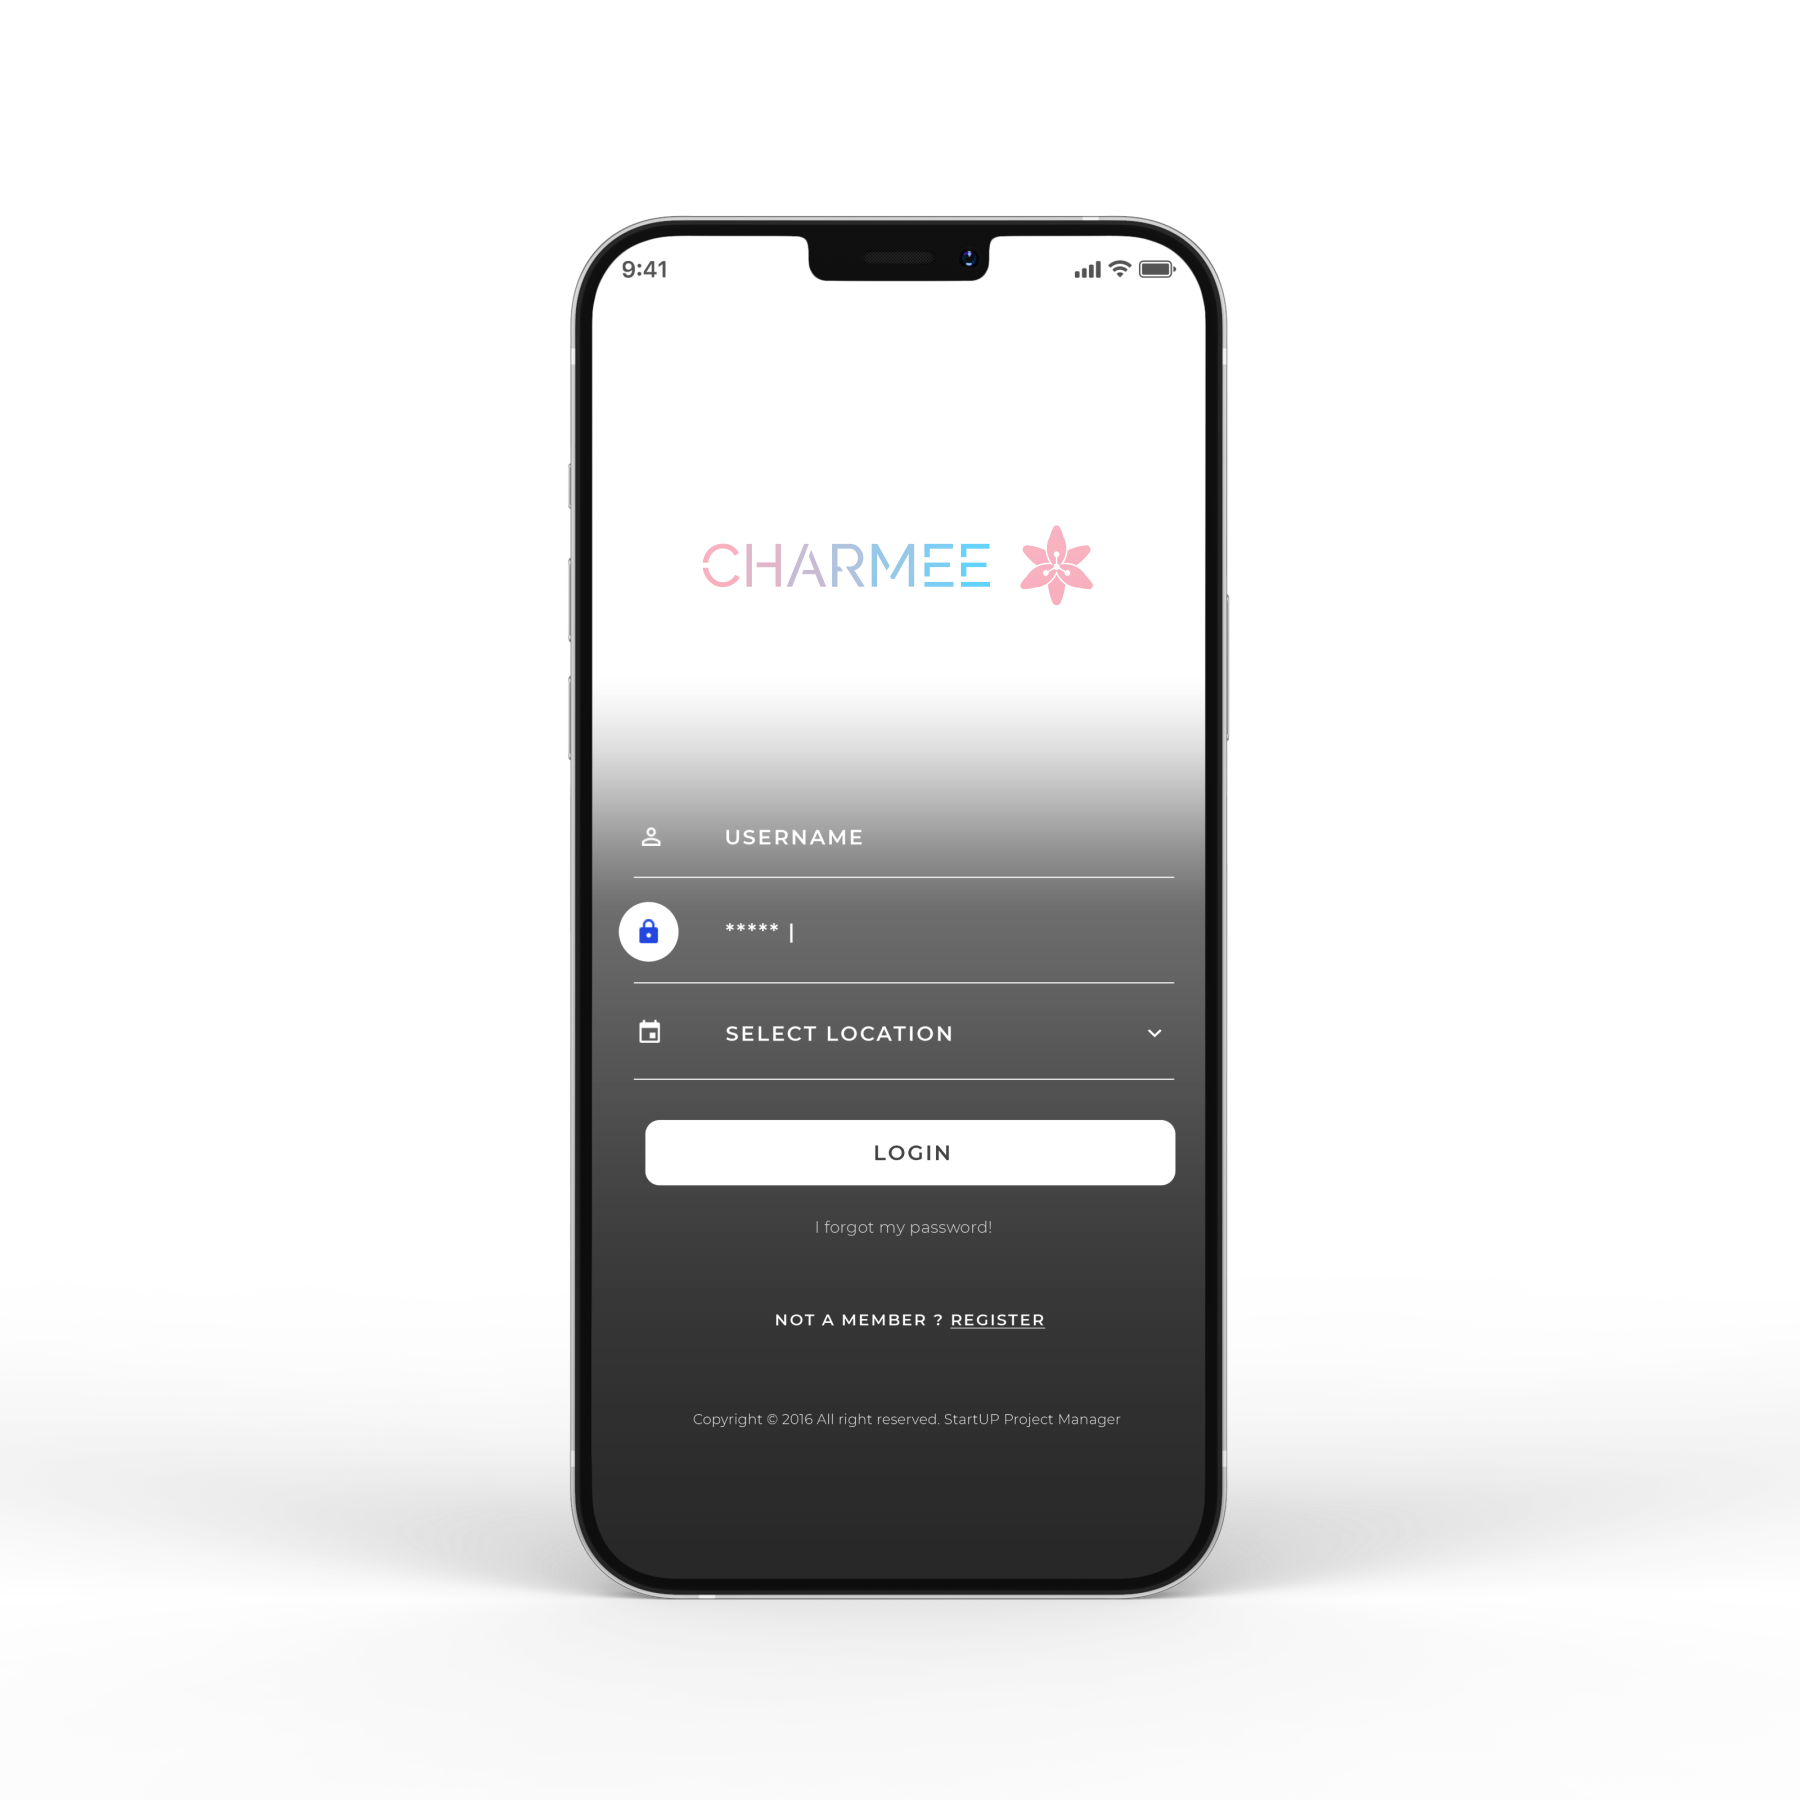 9:41
CHARMEE
USERNAME
***** |
SELECT LOCATION
LOGIN
I forgot my password!
NOT A MEMBER ? REGISTER
Copyright © 2016 All right reserved. StartUP Project Manager